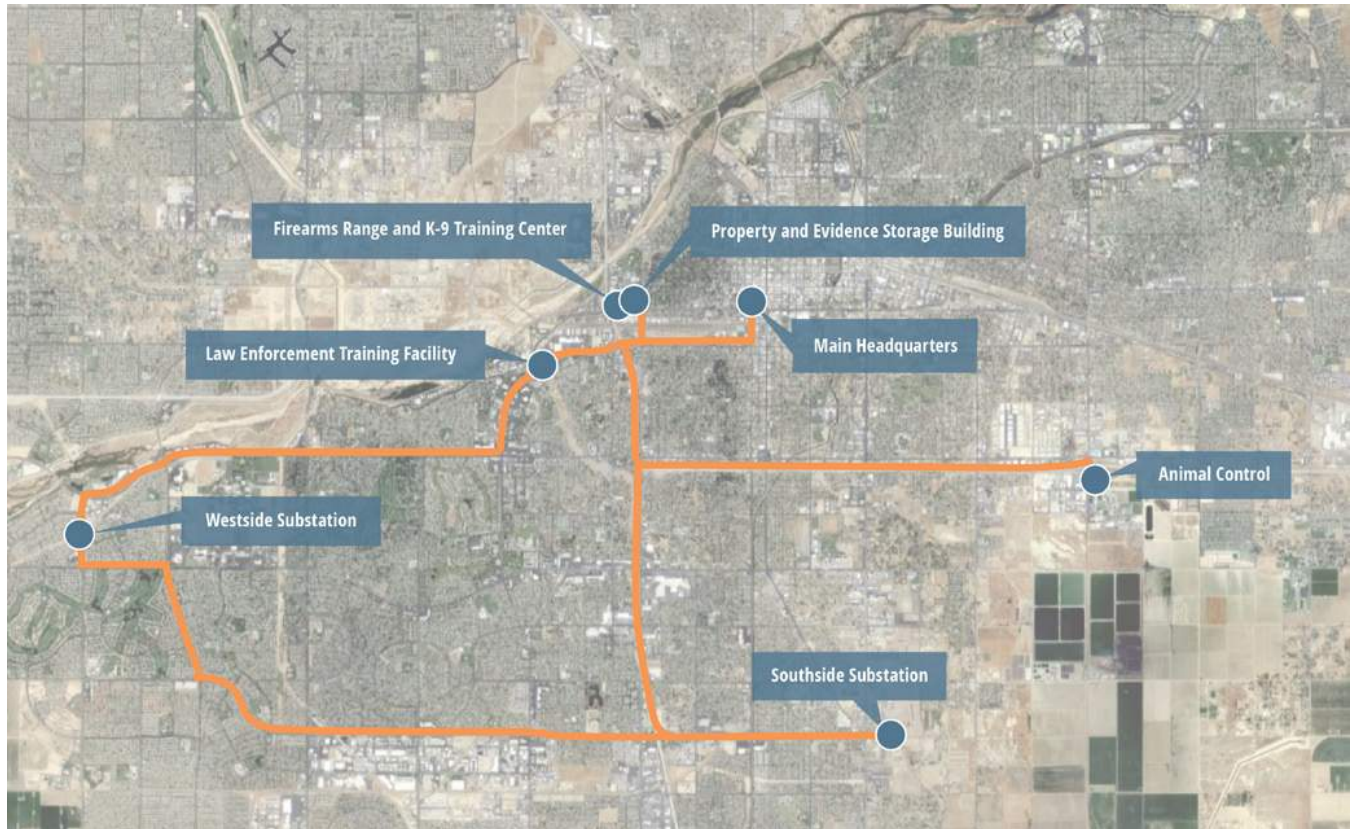 Firearms Range and K-9 Training Center
Property and Evidence Storage Building
Law Enforcement Training Facility
Main Headquarters
Animal Control
Westside Substation
Southside Substation